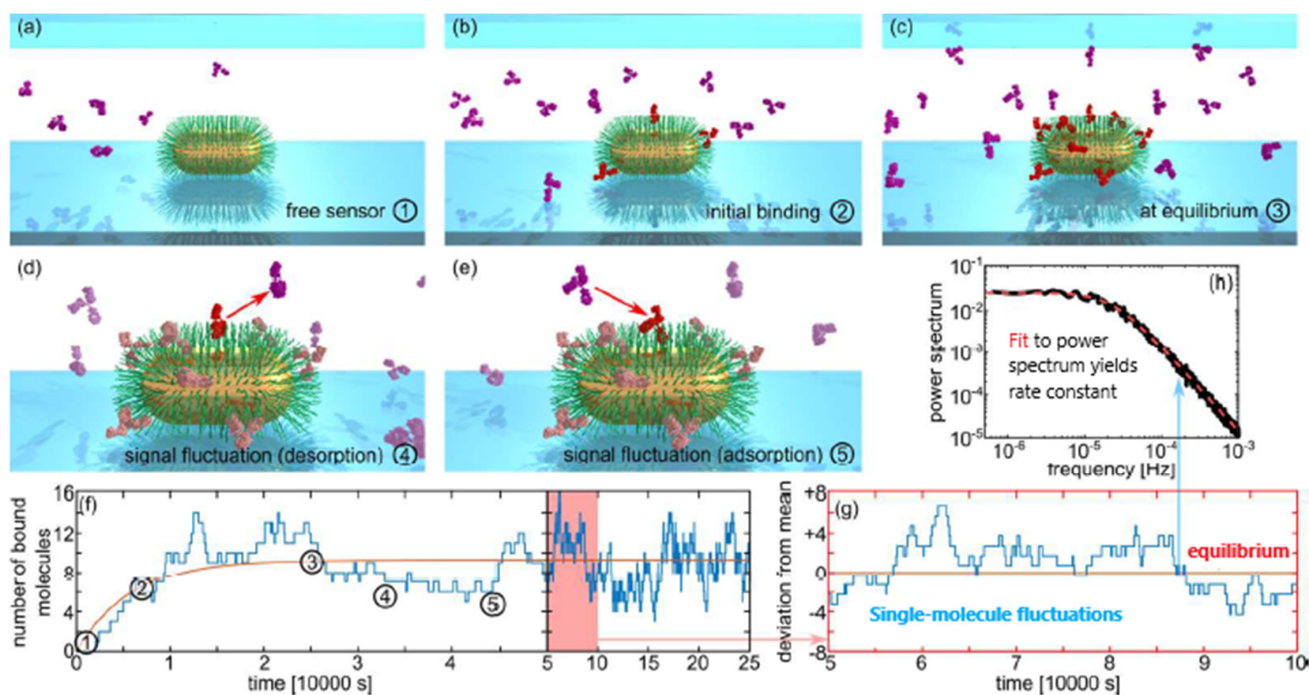 (a)
free sensor ①
(b)
initial binding ②
(c)
at equilibrium ③
(d)
signal fluctuation (desorption) ④
(e)
signal fluctuation (adsorption) ⑤
(h)
power spectrum
10-1
10-2
10-3
10-5
Fit to power
spectrum yields
rate constant
10-6 10-5 10-4 10-3
frequency [Hz]
(f)
number of bound
molecules
16
12
8
4
0
① ② ③ ④ ⑤
0 1 2 3 4 5 10 15 20 25
time [10000 s]
(g)
deviation from mean
+8
+4
0
-4
-8
equilibrium
Single-molecule fluctuations
5 6 7 8 9 10
time [10000 s]